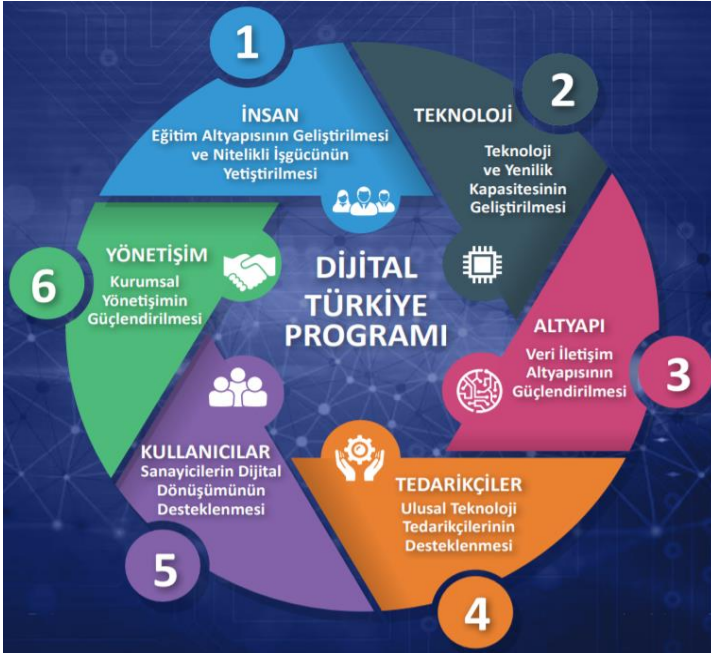 DİJİTAL
TÜRKİYE
PROGRAMI
1
İNSAN
Eğitim Altyapısının Geliştirilmesi
ve Nitelikli İşgücünün
Yetiştirilmesi
2
TEKNOLOJİ
Teknoloji
ve Yenilik
Kapasitesinin
Geliştirilmesi
3
ALTYAPI
Veri İletişim
Altyapısının
Güçlendirilmesi
4
TEDARİKÇİLER
Ulusal Teknoloji
Tedarikçilerinin
Desteklenmesi
5
KULLANICILAR
Sanayicilerin Dijital
Dönüşümünün
Desteklenmesi
6
YÖNETİŞİM
Kurumsal
Yönetişimin
Güçlendirilmesi